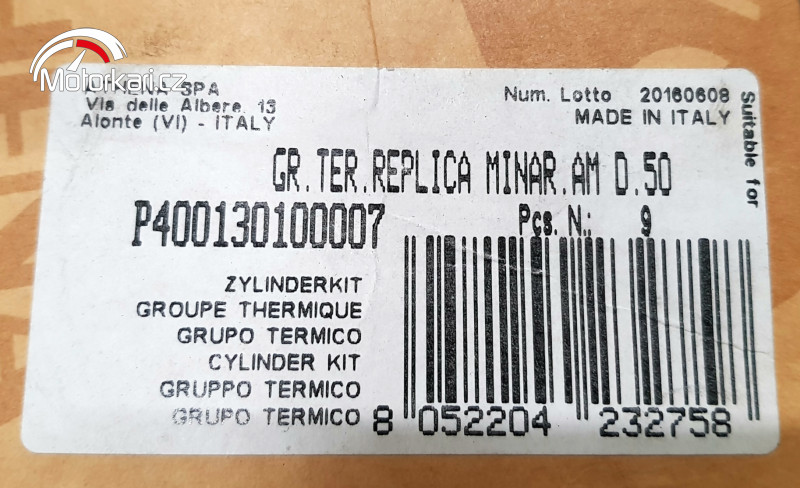 Motorkari.cz
SPA
Via delle Albere, 13
Alonte (VI) - ITALY
Num. Lotto 20160608
MADE IN ITALY
Suitable for
GR.TER.REPLICA MINAR.AM D.50
P400130100007
Pcs. N.: 9
ZYLINDERKIT
GROUPE THERMIQUE
GRUPO TERMICO
CYLINDER KIT
GRUPPO TERMICO
GRUPO TERMICO
8 052204 232758